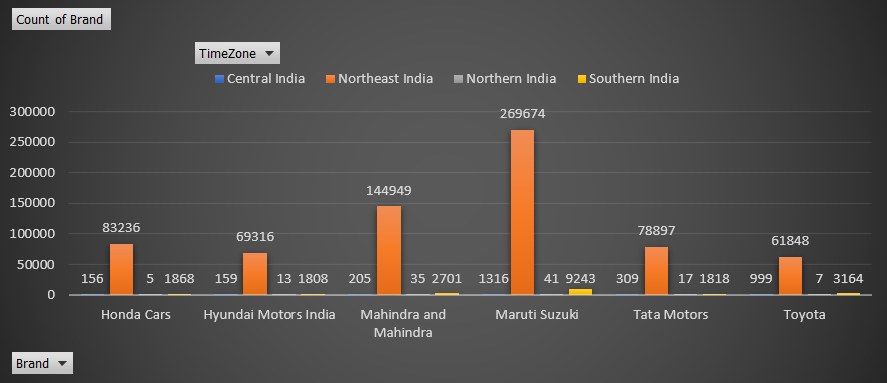 Count of Brand
TimeZone
Central India Northeast India Northern India Southern India
300000
250000
200000
150000
100000
50000
0
156 83236 5 1868
159 69316 13 1808
205 144949 35 2701
1316 269674 41 9243
309 78897 17 1818
999 61848 7 3164
Honda Cars
Hyundai Motors India
Mahindra and
Mahindra
Maruti Suzuki
Tata Motors
Toyota
Brand